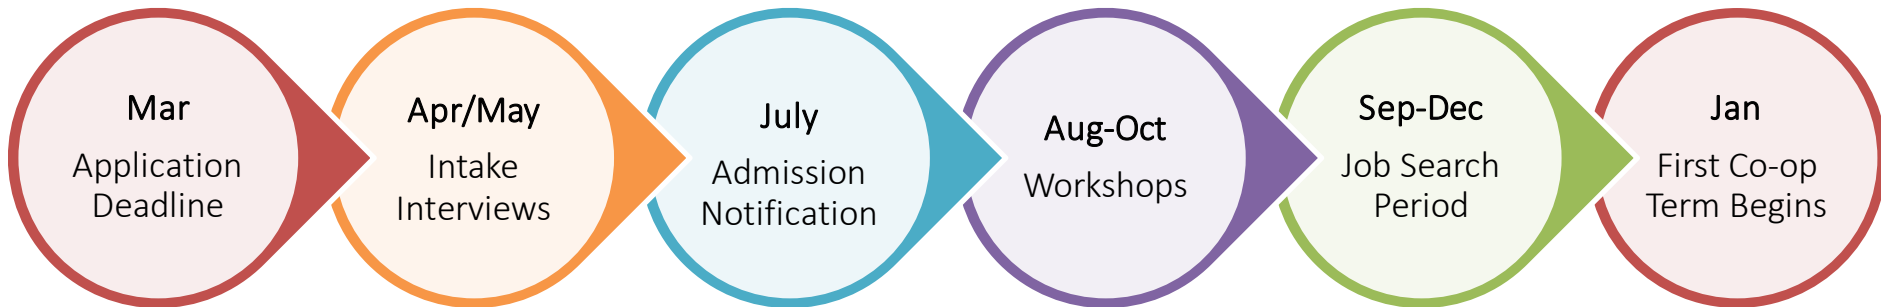 Mar
Application
Deadline
Apr/May
Intake
Interviews
July
Admission
Notification
Aug-Oct
Workshops
Sep-Dec
Job Search
Period
Jan
First Co-op
Term Begins